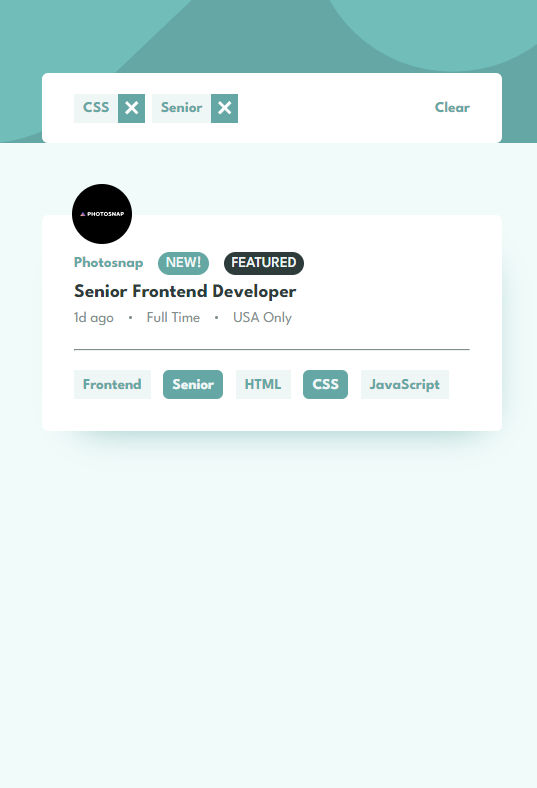 CSS Senior Clear
PHOTOSNAP
Photosnap NEW! FEATURED
Senior Frontend Developer
1d ago • Full Time • USA Only
Frontend Senior HTML CSS JavaScript